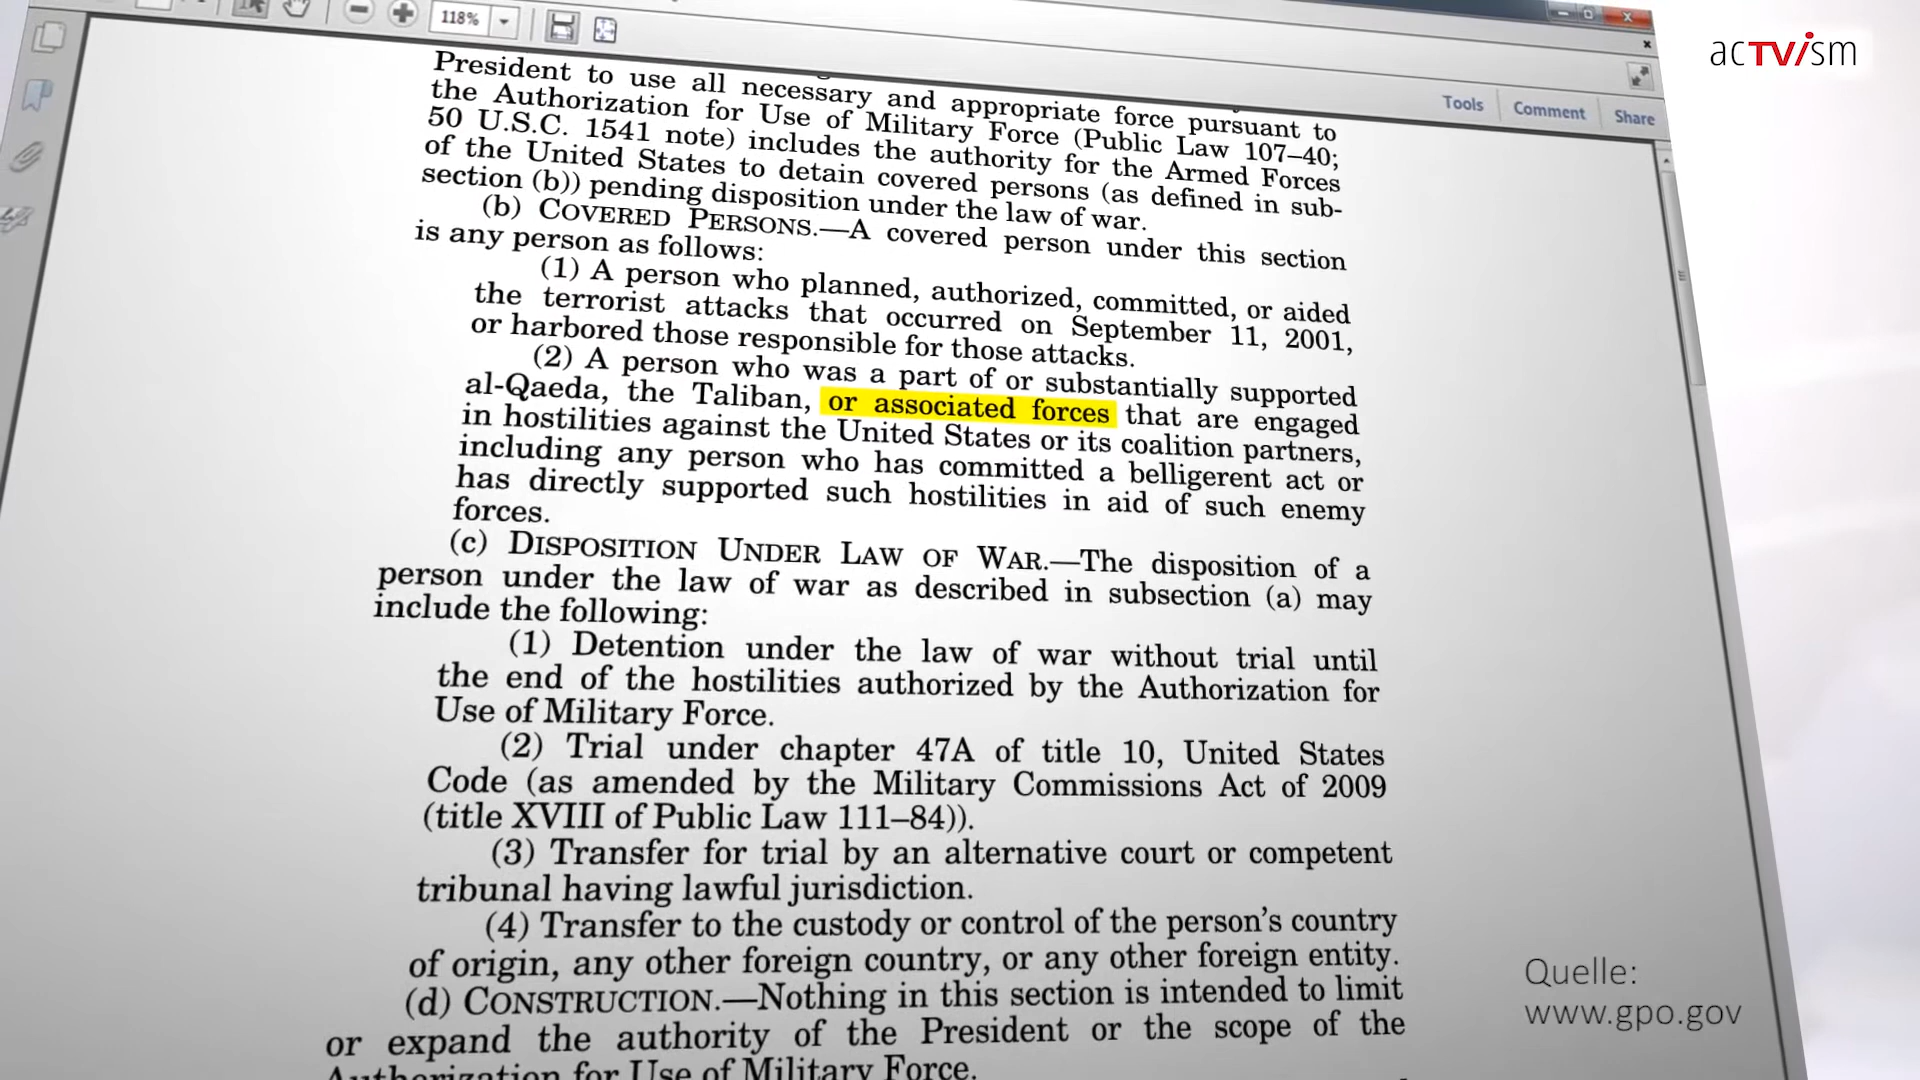 118%
acTVism
Tools Comment Share
President to use all necessary and appropriate force pursuant to
the Authorization for Use of Military Force (Public Law 107–40;
50 U.S.C. 1541 note) includes the authority for the Armed Forces
of the United States to detain covered persons (as defined in sub-
section (b)) pending disposition under the law of war.
(b) COVERED PERSONS.—A covered person under this section
is any person as follows:
(1) A person who planned, authorized, committed, or aided
the terrorist attacks that occurred on September 11, 2001,
or harbored those responsible for those attacks.
(2) A person who was a part of or substantially supported
al-Qaeda, the Taliban, or associated forces that are engaged
in hostilities against the United States or its coalition partners,
including any person who has committed a belligerent act or
has directly supported such hostilities in aid of such enemy
forces.
(c) DISPOSITION UNDER LAW OF WAR.—The disposition of a
person under the law of war as described in subsection (a) may
include the following:
(1) Detention under the law of war without trial until
the end of the hostilities authorized by the Authorization for
Use of Military Force.
(2) Trial under chapter 47A of title 10, United States
Code (as amended by the Military Commissions Act of 2009
(title XVIII of Public Law 111–84)).
(3) Transfer for trial by an alternative court or competent
tribunal having lawful jurisdiction.
(4) Transfer to the custody or control of the person's country
of origin, any other foreign country, or any other foreign entity.
(d) CONSTRUCTION.—Nothing in this section is intended to limit
or expand the authority of the President or the scope of the
Authorization for Use of Military Force.
Quelle:
www.gpo.gov